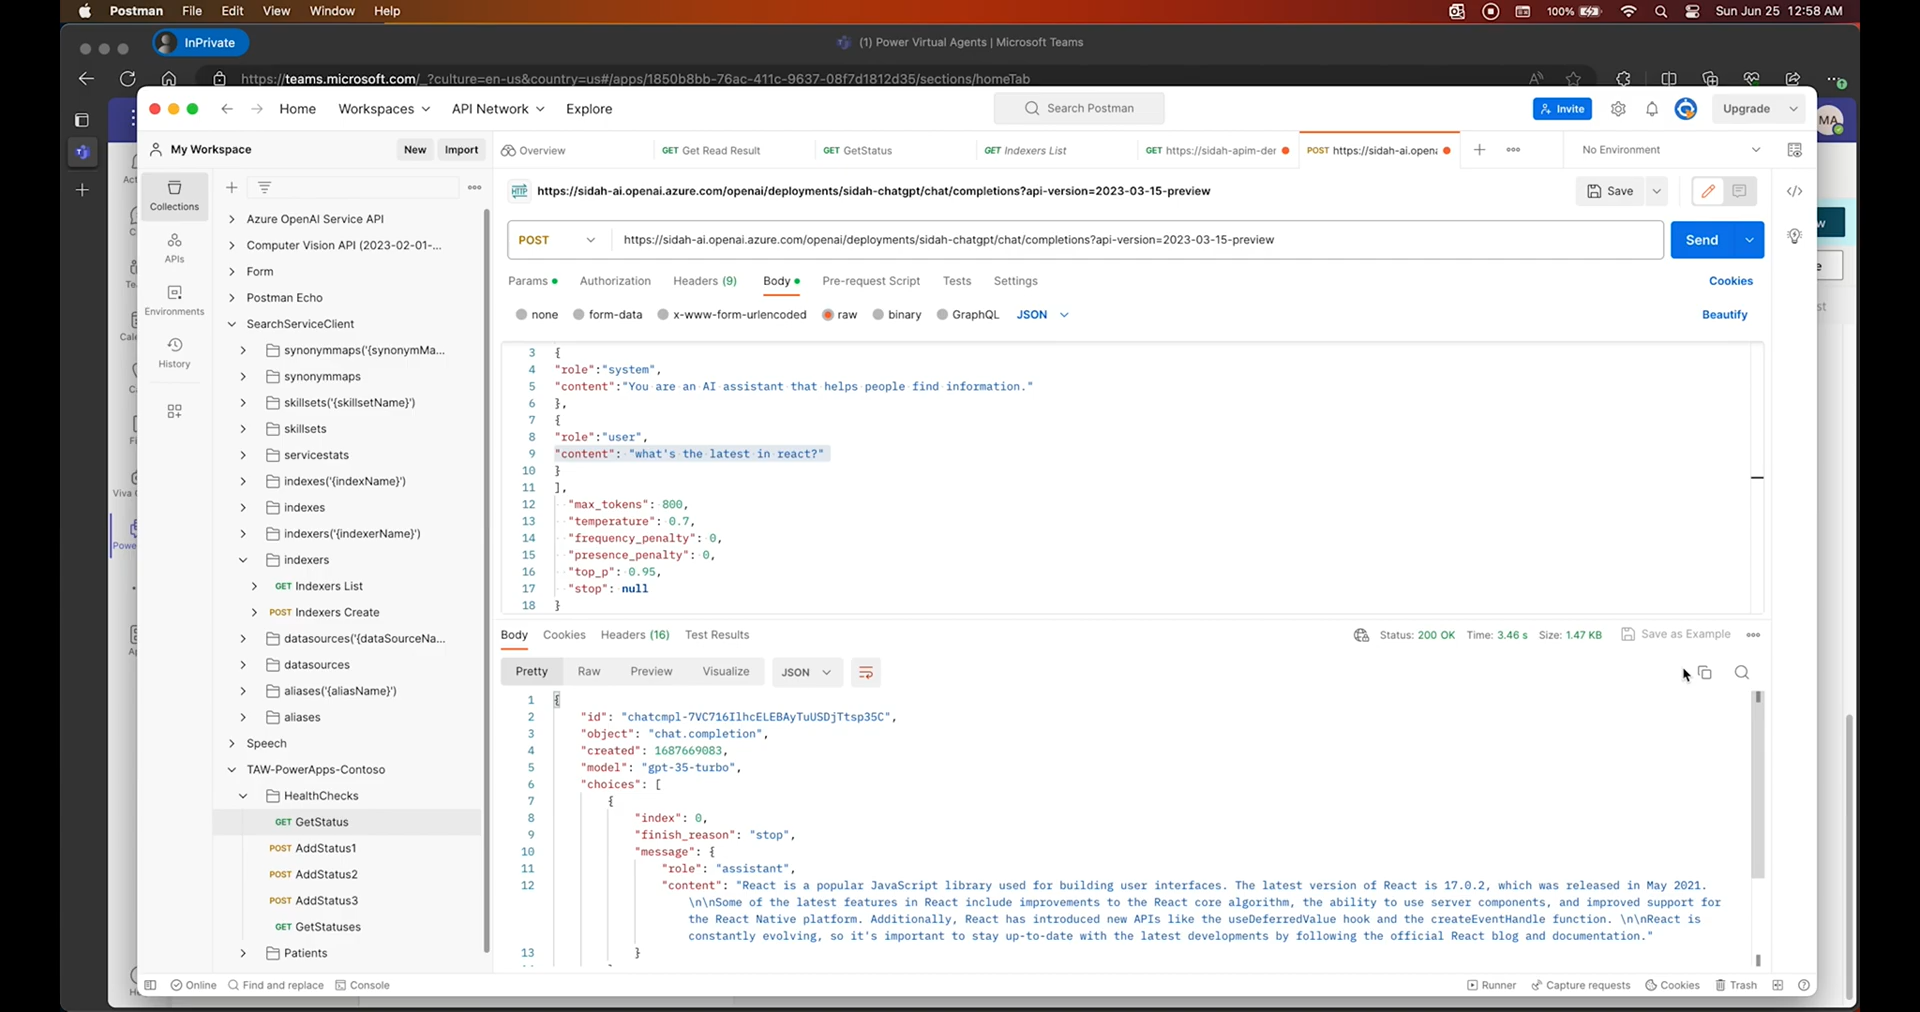 Postman File Edit View Window Help
100% Sun Jun 25 12:58 AM
InPrivate
(1) Power Virtual Agents | Microsoft Teams
https://teams.microsoft.com/_?culture=en-us&country=us#/apps/1850b8bb-76ac-411c-9637-08f7d1812d35/sections/homeTab
Home Workspaces API Network Explore
Search Postman
Invite
Upgrade
MA
My Workspace
New Import
Overview
GET Get Read Result
GET GetStatus
GET Indexers List
GET https://sidah-apim-der
POST https://sidah-ai.opena
No Environment
Collections
APIs
Environments
History
Azure OpenAI Service API
Computer Vision API (2023-02-01-...
Form
Postman Echo
SearchServiceClient
synonymmaps('{synonymMa...
synonymmaps
skillsets('{skillsetName}')
skillsets
servicestats
indexes('{indexName}')
indexes
indexers('{indexerName}')
indexers
GET Indexers List
POST Indexers Create
datasources('{dataSourceNa...
datasources
aliases('{aliasName}')
aliases
Speech
TAW-PowerApps-Contoso
HealthChecks
GET GetStatus
POST AddStatus1
POST AddStatus2
POST AddStatus3
GET GetStatuses
Patients
HTTP https://sidah-ai.openai.azure.com/openai/deployments/sidah-chatgpt/chat/completions?api-version=2023-03-15-preview
Save
POST https://sidah-ai.openai.azure.com/openai/deployments/sidah-chatgpt/chat/completions?api-version=2023-03-15-preview
Send
Params Authorization Headers (9) Body Pre-request Script Tests Settings
Cookies
none form-data x-www-form-urlencoded raw binary GraphQL JSON
Beautify
3 {
4 "role":"system",
5 "content":"You are an AI assistant that helps people find information."
6 },
7 {
8 "role":"user",
9 "content": "what's the latest in react?"
10 }
11 ],
12 "max_tokens": 800,
13 "temperature": 0.7,
14 "frequency_penalty": 0,
15 "presence_penalty": 0,
16 "top_p": 0.95,
17 "stop": null
18 }
Body Cookies Headers (16) Test Results
Status: 200 OK Time: 3.46 s Size: 1.47 KB Save as Example
Pretty Raw Preview Visualize JSON
1 {
2 "id": "chatcmpl-7VC716IlhcELEBAyTuUSDjTtsp35C",
3 "object": "chat.completion",
4 "created": 1687669083,
5 "model": "gpt-35-turbo",
6 "choices": [
7 {
8 "index": 0,
9 "finish_reason": "stop",
10 "message": {
11 "role": "assistant",
12 "content": "React is a popular JavaScript library used for building user interfaces. The latest version of React is 17.0.2, which was released in May 2021.
\n\nSome of the latest features in React include improvements to the React core algorithm, the ability to use server components, and improved support for
the React Native platform. Additionally, React has introduced new APIs like the useDeferredValue hook and the createEventHandle function. \n\nReact is
constantly evolving, so it's important to stay up-to-date with the latest developments by following the official React blog and documentation."
13 }
Online Find and replace Console
Runner Capture requests Cookies Trash